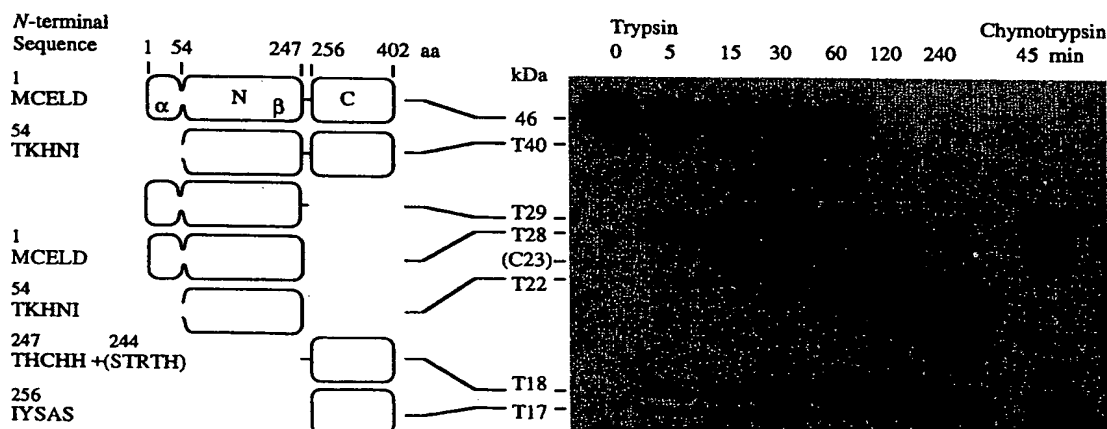 N-terminal Sequence
1 54 247 256 402 aa
Trypsin Chymotrypsin
0 5 15 30 60 120 240 45 min
kDa
1
MCELD
α N β C
46
54
TKHNI
T40
T29
1
MCELD
T28
(C23)
54
TKHNI
T22
247 244
THCHH +(STRTH)
T18
256
IYSAS
T17